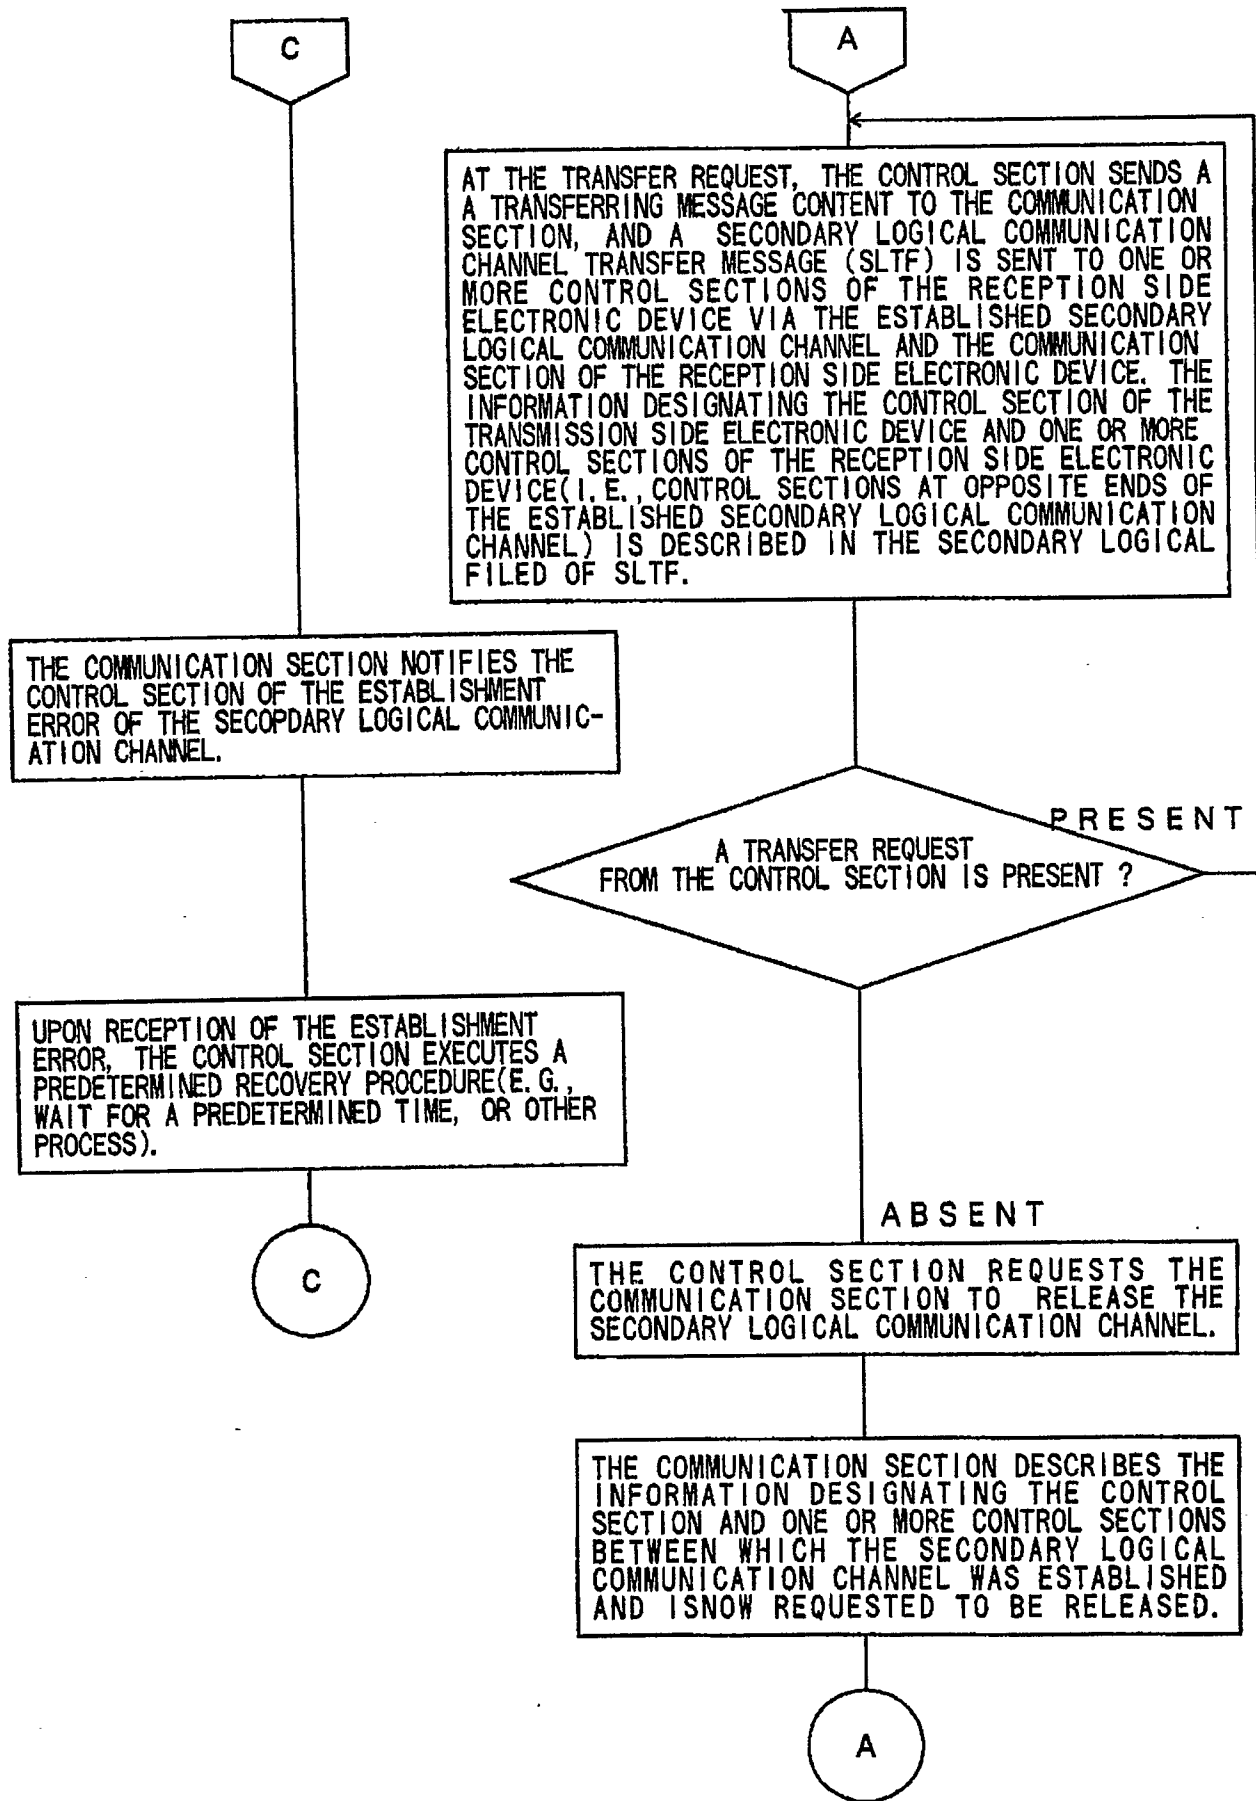 C
THE COMMUNICATION SECTION NOTIFIES THE
CONTROL SECTION OF THE ESTABLISHMENT
ERROR OF THE SECOPDARY LOGICAL COMMUNIC-
ATION CHANNEL.
UPON RECEPTION OF THE ESTABLISHMENT
ERROR, THE CONTROL SECTION EXECUTES A
PREDETERMINED RECOVERY PROCEDURE(E.G.,
WAIT FOR A PREDETERMINED TIME, OR OTHER
PROCESS).
C
A
AT THE TRANSFER REQUEST, THE CONTROL SECTION SENDS A
A TRANSFERRING MESSAGE CONTENT TO THE COMMUNICATION
SECTION, AND A SECONDARY LOGICAL COMMUNICATION
CHANNEL TRANSFER MESSAGE (SLTF) IS SENT TO ONE OR
MORE CONTROL SECTIONS OF THE RECEPTION SIDE
ELECTRONIC DEVICE VIA THE ESTABLISHED SECONDARY
LOGICAL COMMUNICATION CHANNEL AND THE COMMUNICATION
SECTION OF THE RECEPTION SIDE ELECTRONIC DEVICE. THE
INFORMATION DESIGNATING THE CONTROL SECTION OF THE
TRANSMISSION SIDE ELECTRONIC DEVICE AND ONE OR MORE
CONTROL SECTIONS OF THE RECEPTION SIDE ELECTRONIC
DEVICE(I.E.,CONTROL SECTIONS AT OPPOSITE ENDS OF
THE ESTABLISHED SECONDARY LOGICAL COMMUNICATION
CHANNEL) IS DESCRIBED IN THE SECONDARY LOGICAL
FILED OF SLTF.
PRESENT
A TRANSFER REQUEST
FROM THE CONTROL SECTION IS PRESENT ?
ABSENT
THE CONTROL SECTION REQUESTS THE
COMMUNICATION SECTION TO RELEASE THE
SECONDARY LOGICAL COMMUNICATION CHANNEL.
THE COMMUNICATION SECTION DESCRIBES THE
INFORMATION DESIGNATING THE CONTROL
SECTION AND ONE OR MORE CONTROL SECTIONS
BETWEEN WHICH THE SECONDARY LOGICAL
COMMUNICATION CHANNEL WAS ESTABLISHED
AND ISNOW REQUESTED TO BE RELEASED.
A